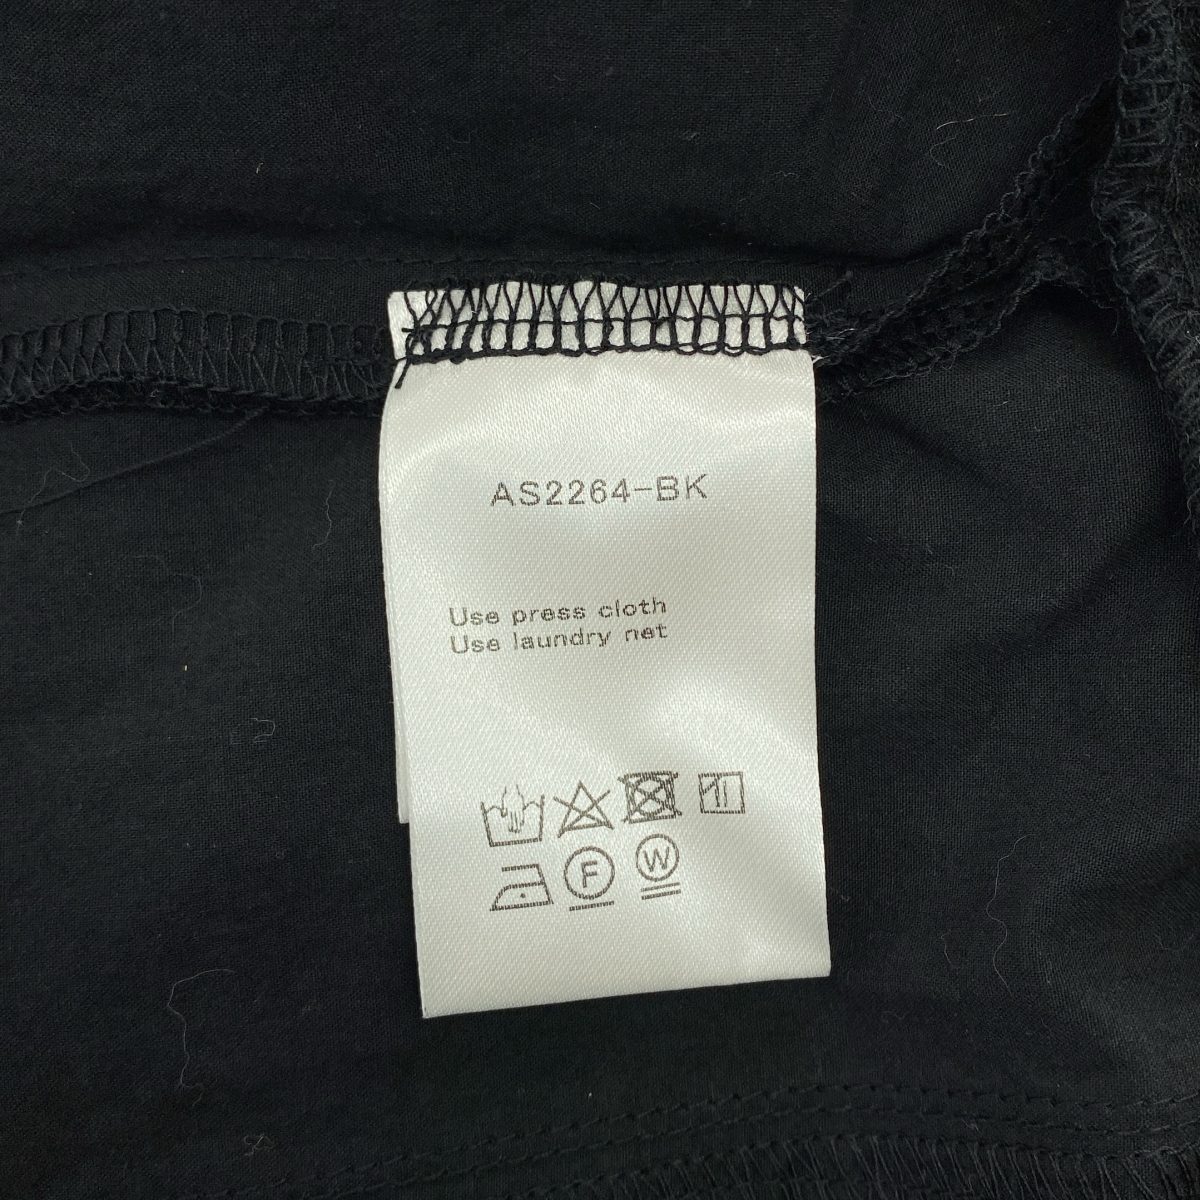 AS2264-BK
Use press cloth
Use laundry net
F W